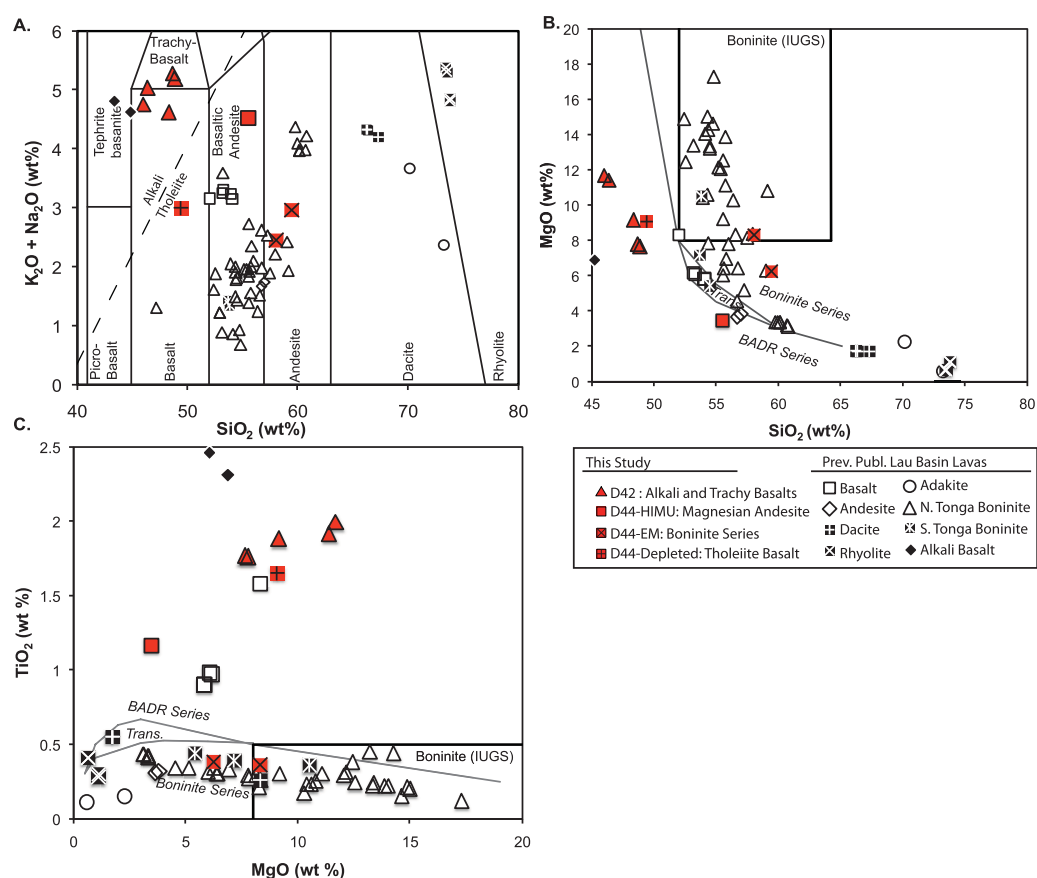 A.
K₂O + Na₂O (wt%)
6
5
4
3
2
1
0
40
50
60
70
80
SiO₂ (wt%)
Trachy-
Basalt
Tephrite
basanite
Alkali
Tholeiite
Basaltic
Andesite
Picro-
Basalt
Basalt
Andesite
Dacite
Rhyolite
B.
MgO (wt%)
20
18
16
14
12
10
8
6
4
2
0
45
50
55
60
65
70
75
80
SiO₂ (wt%)
Boninite (IUGS)
Boninite Series
Trans.
BADR Series
C.
TiO₂ (wt %)
2.5
2
1.5
1
0.5
0
0
5
10
15
20
MgO (wt %)
BADR Series
Trans.
Boninite Series
Boninite (IUGS)
This Study
D42 : Alkali and Trachy Basalts
D44-HIMU: Magnesian Andesite
D44-EM: Boninite Series
D44-Depleted: Tholeiite Basalt
Prev. Publ. Lau Basin Lavas
Basalt
Andesite
Dacite
Rhyolite
Adakite
N. Tonga Boninite
S. Tonga Boninite
Alkali Basalt